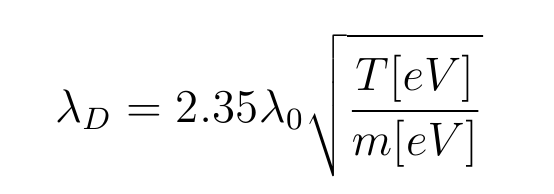 λ_D = 2.35λ_0 √(T[eV] / m[eV])